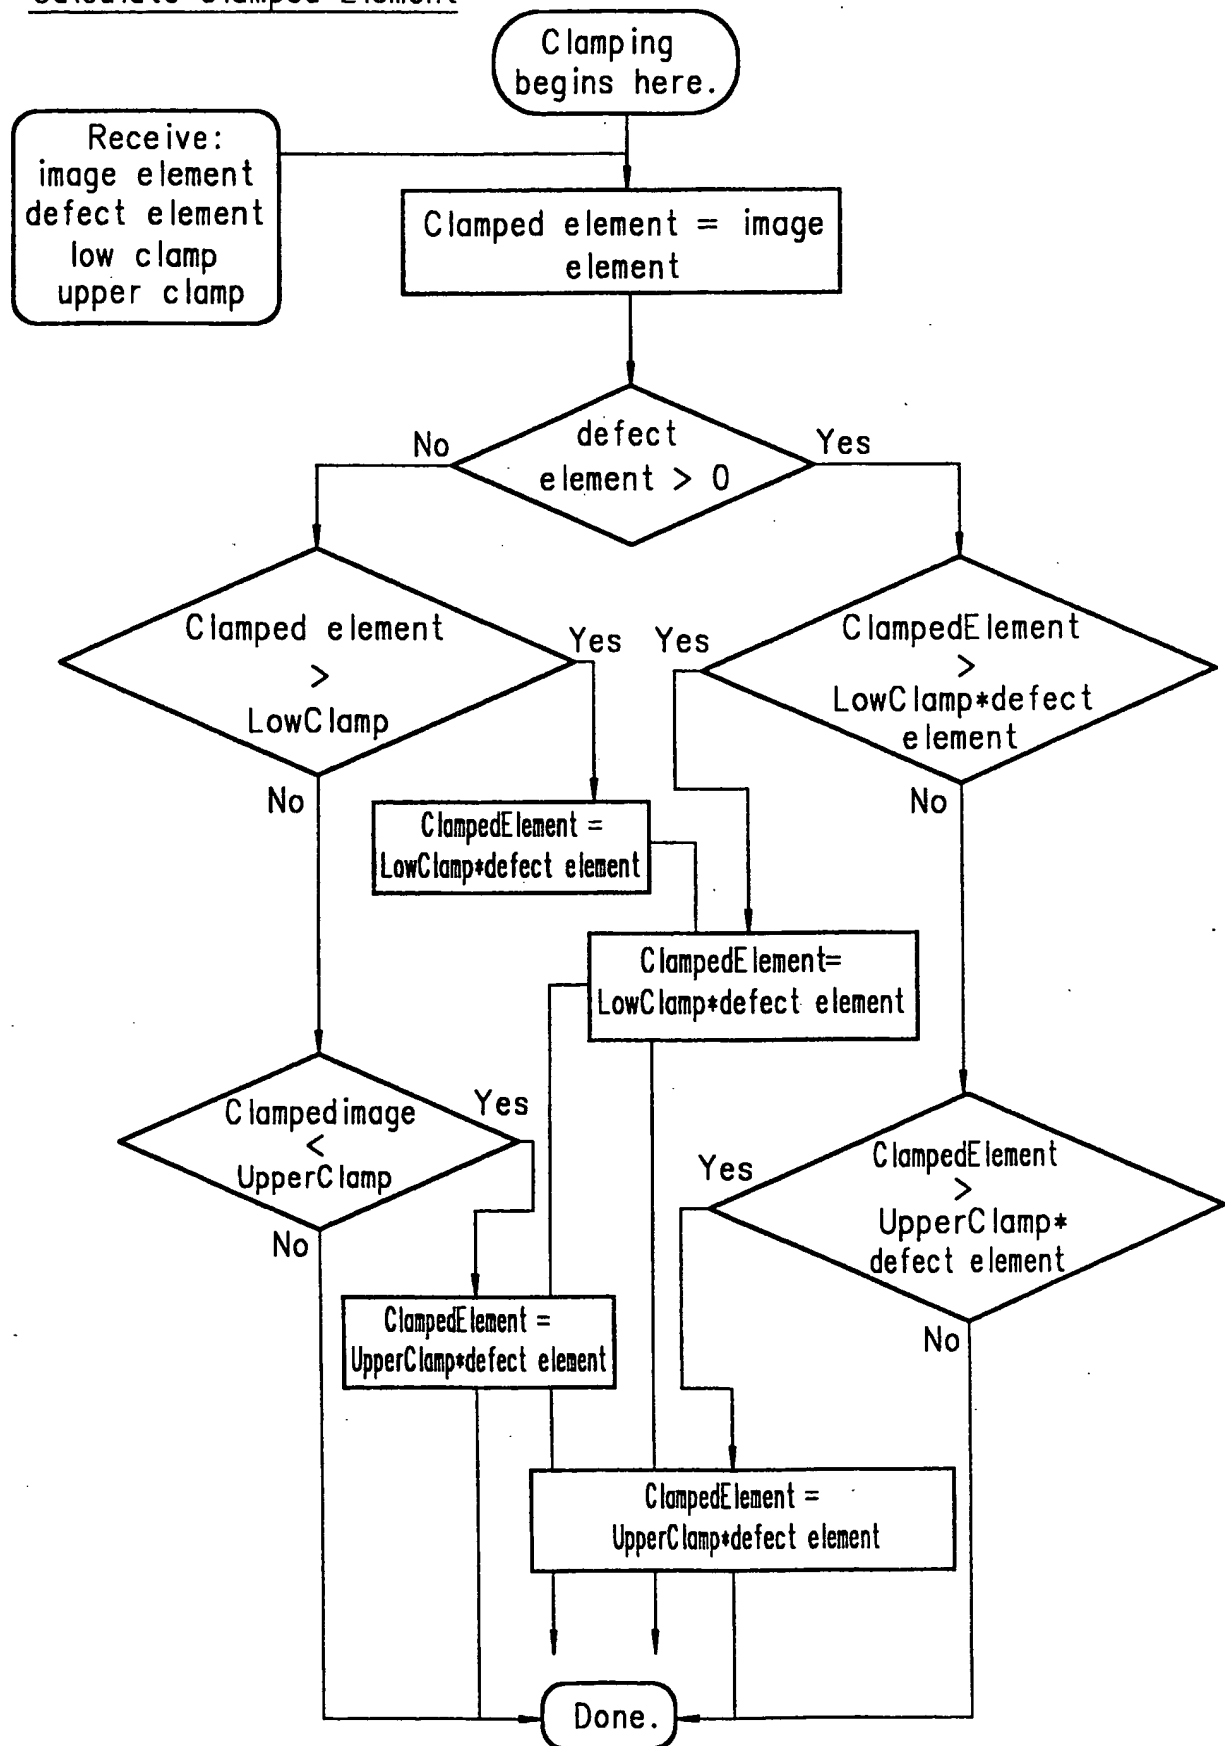 Calculate Clamped Element
Clamping
begins here.
Receive:
image element
defect element
low clamp
upper clamp
Clamped element = image
element
defect
element > 0
No
Yes
Clamped element
>
LowClamp
Yes
No
Yes
ClampedElement
>
LowClamp*defect
element
No
ClampedElement =
LowClamp*defect element
ClampedElement=
LowClamp*defect element
Clampedimage
<
UpperClamp
Yes
No
Yes
ClampedElement
>
UpperClamp*
defect element
No
ClampedElement =
UpperClamp*defect element
ClampedElement =
UpperClamp*defect element
Done.